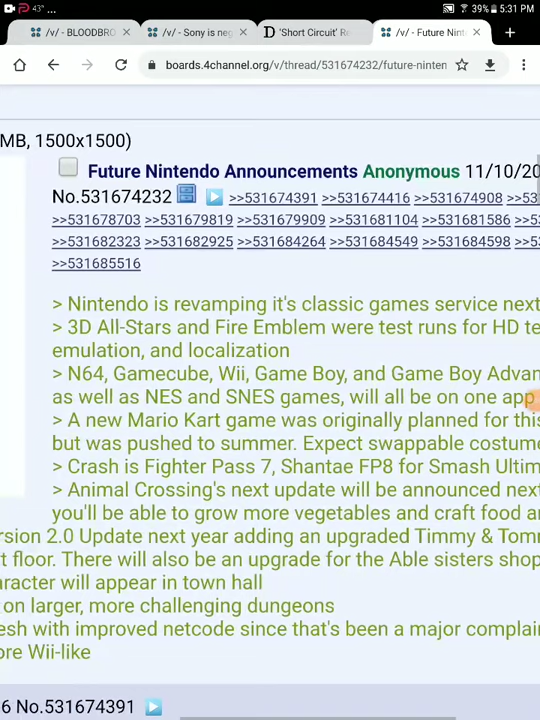 43° 39% 5:31 PM
/v/ - BLOODBRO × /v/ - Sony is neg × D 'Short Circuit' Re × /v/ - Future Nint × +
boards.4channel.org/v/thread/531674232/future-ninten
MB, 1500x1500)
Future Nintendo Announcements Anonymous 11/10/20
No.531674232 >>531674391 >>531674416 >>531674908 >>53
>>531678703 >>531679819 >>531679909 >>531681104 >>531681586 >>53
>>531682323 >>531682925 >>531684264 >>531684549 >>531684598 >>53
>>531685516
> Nintendo is revamping it's classic games service next
> 3D All-Stars and Fire Emblem were test runs for HD te
emulation, and localization
> N64, Gamecube, Wii, Game Boy, and Game Boy Advan
as well as NES and SNES games, will all be on one app
> A new Mario Kart game was originally planned for this
but was pushed to summer. Expect swappable costume
> Crash is Fighter Pass 7, Shantae FP8 for Smash Ultim
> Animal Crossing's next update will be announced next
you'll be able to grow more vegetables and craft food an
rsion 2.0 Update next year adding an upgraded Timmy & Tomm
t floor. There will also be an upgrade for the Able sisters shop
aracter will appear in town hall
on larger, more challenging dungeons
esh with improved netcode since that's been a major complain
ore Wii-like
6 No.531674391